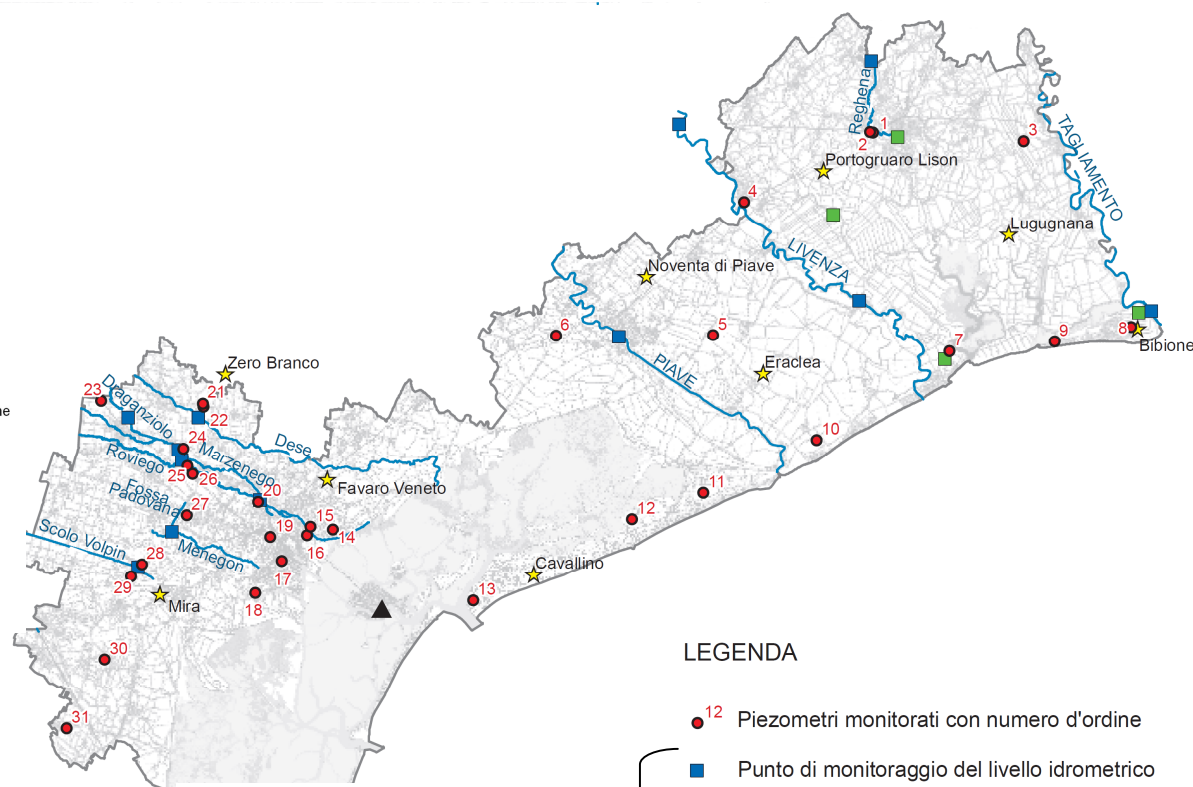 Reghena
1
2
3
TAGLIAMENTO
Portogruaro Lison
4
Lugugnana
LIVENZA
Noventa di Piave
6
5
7
9
8
Bibione
PIAVE
Eraclea
Zero Branco
23
21
22
Draganziolo
ne
10
24
Marzenego
Dese
Roviego
25
26
Favaro Veneto
Fossa
Padovana
20
11
27
15
12
19
14
Scolo Volpin
16
Menegon
28
17
Cavallino
29
18
13
Mira
30
LEGENDA
31
12 Piezometri monitorati con numero d'ordine
Punto di monitoraggio del livello idrometrico